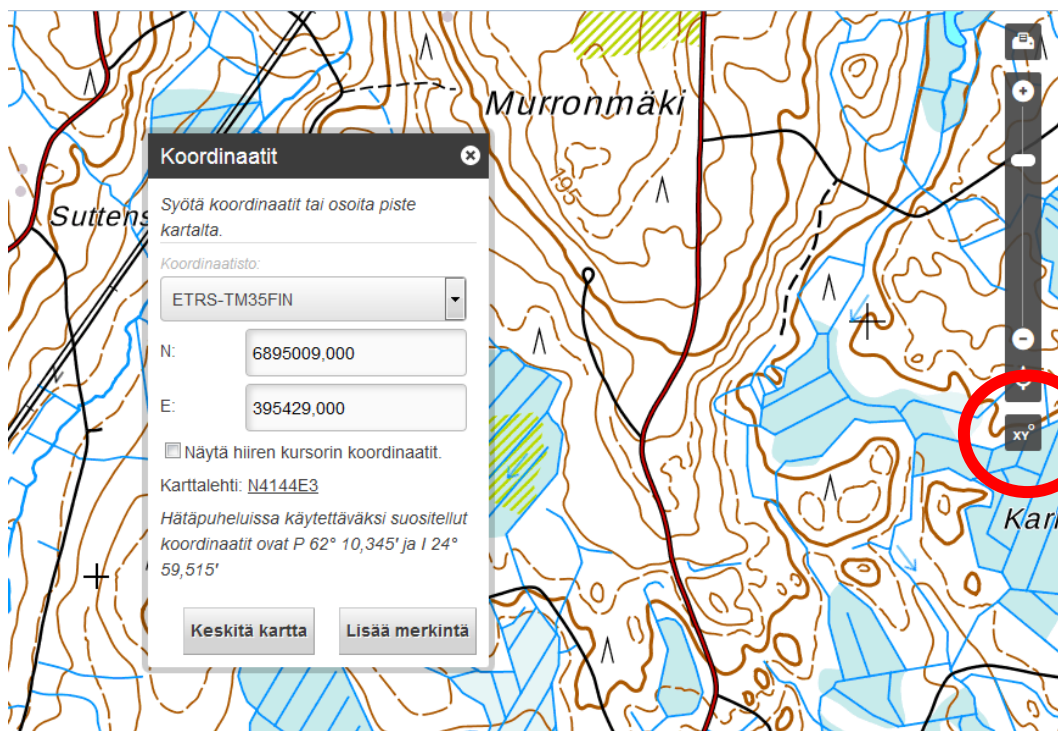 Murronmäki
195
Suttens
Koordinaatit
Syötä koordinaatit tai osoita piste
kartalta.
Koordinaatisto:
ETRS-TM35FIN
N:
6895009,000
E:
395429,000
Näytä hiiren kursorin koordinaatit.
Karttalehti: N4144E3
Hätäpuheluissa käytettäväksi suositellut
koordinaatit ovat P 62° 10,345' ja I 24°
59,515'
Keskitä kartta
Lisää merkintä
XY°
Kar